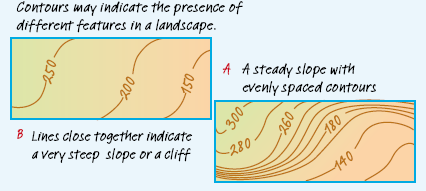 Contours may indicate the presence of
different features in a landscape.
250
200
150
A A steady slope with
evenly spaced contours
B Lines close together indicate
a very steep slope or a cliff
300
280
260
180
140